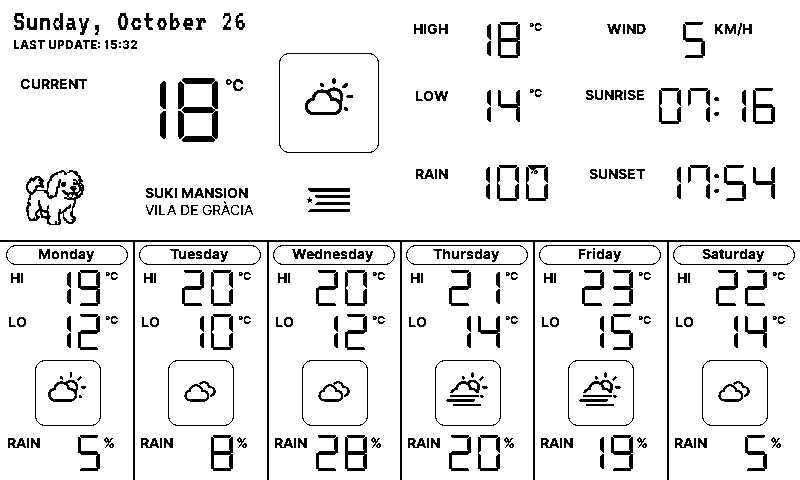 Sunday, October 26
LAST UPDATE: 15:32
CURRENT 18 °C
HIGH 18 °C
WIND 5 KM/H
LOW 14 °C
SUNRISE 07:16
RAIN 100 %
SUNSET 17:54
SUKI MANSION
VILA DE GRÀCIA
Monday
HI 19 °C
LO 12 °C
RAIN 5 %
Tuesday
HI 20 °C
LO 10 °C
RAIN 8 %
Wednesday
HI 20 °C
LO 12 °C
RAIN 28 %
Thursday
HI 21 °C
LO 14 °C
RAIN 20 %
Friday
HI 23 °C
LO 15 °C
RAIN 19 %
Saturday
HI 22 °C
LO 14 °C
RAIN 5 %